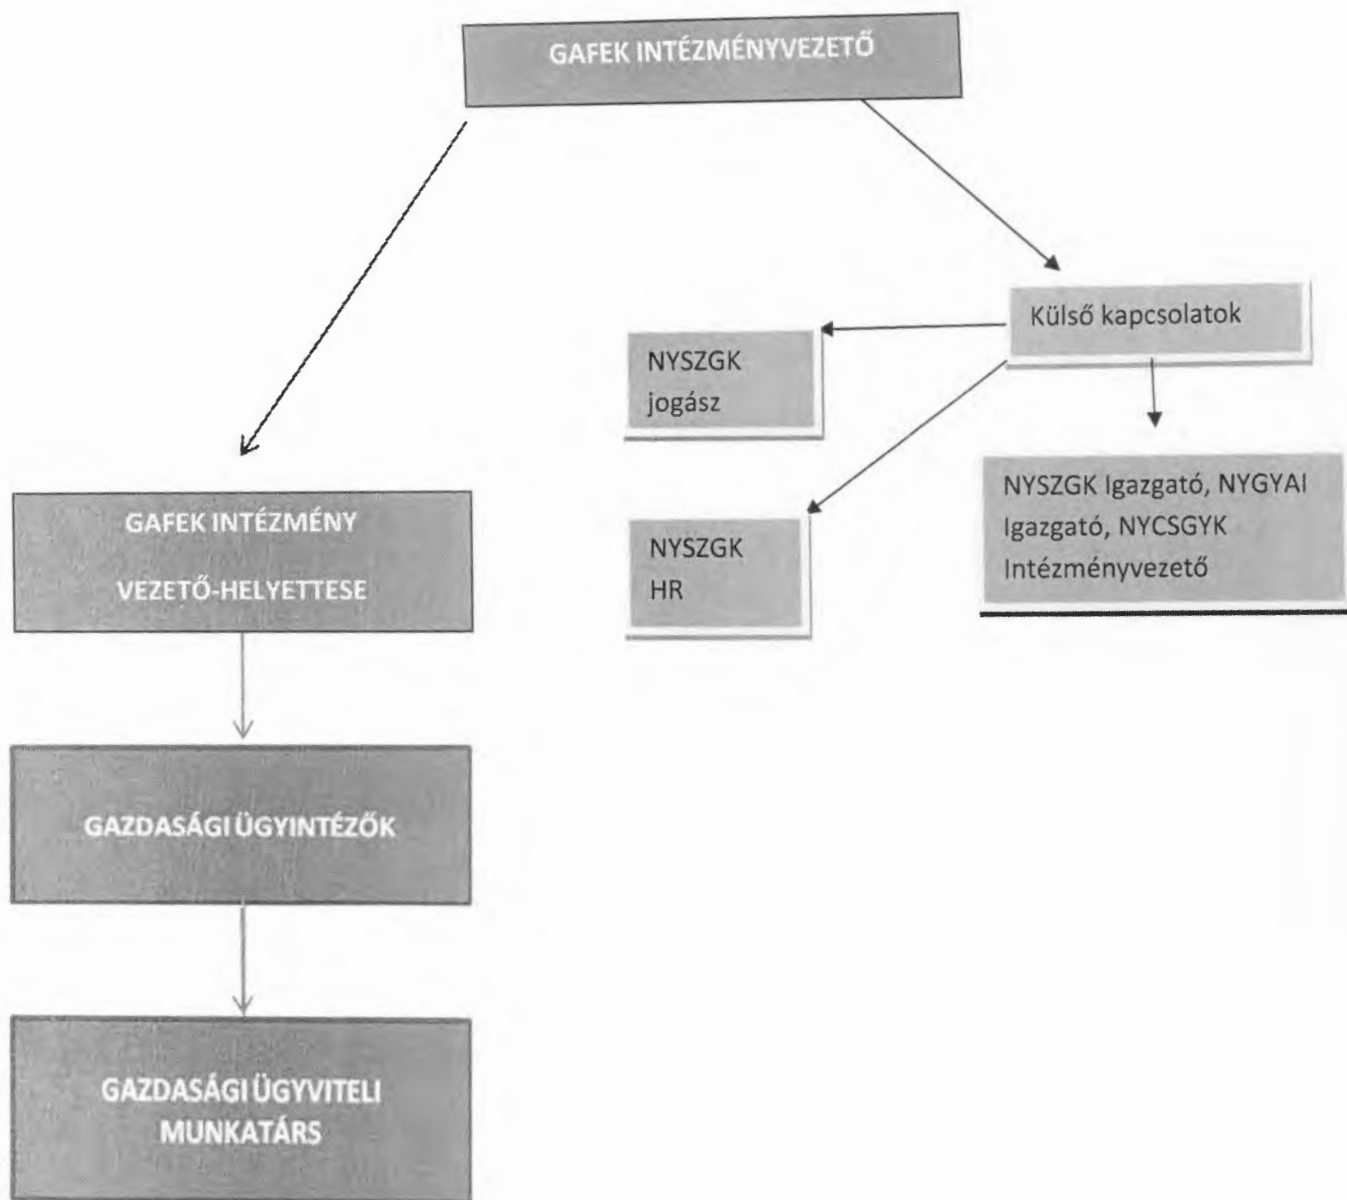 GAFEK INTÉZMÉNYVEZETŐ
Külső kapcsolatok
NYSZGK
jogász
NYSZGK Igazgató, NYGYAI
Igazgató, NYCSGYK
Intézményvezető
GAFEK INTÉZMÉNY
VEZETŐ-HELYETTESE
NYSZGK
HR
GAZDASÁGI ÜGYINTÉZŐK
GAZDASÁGI ÜGYVITELI
MUNKATÁRS